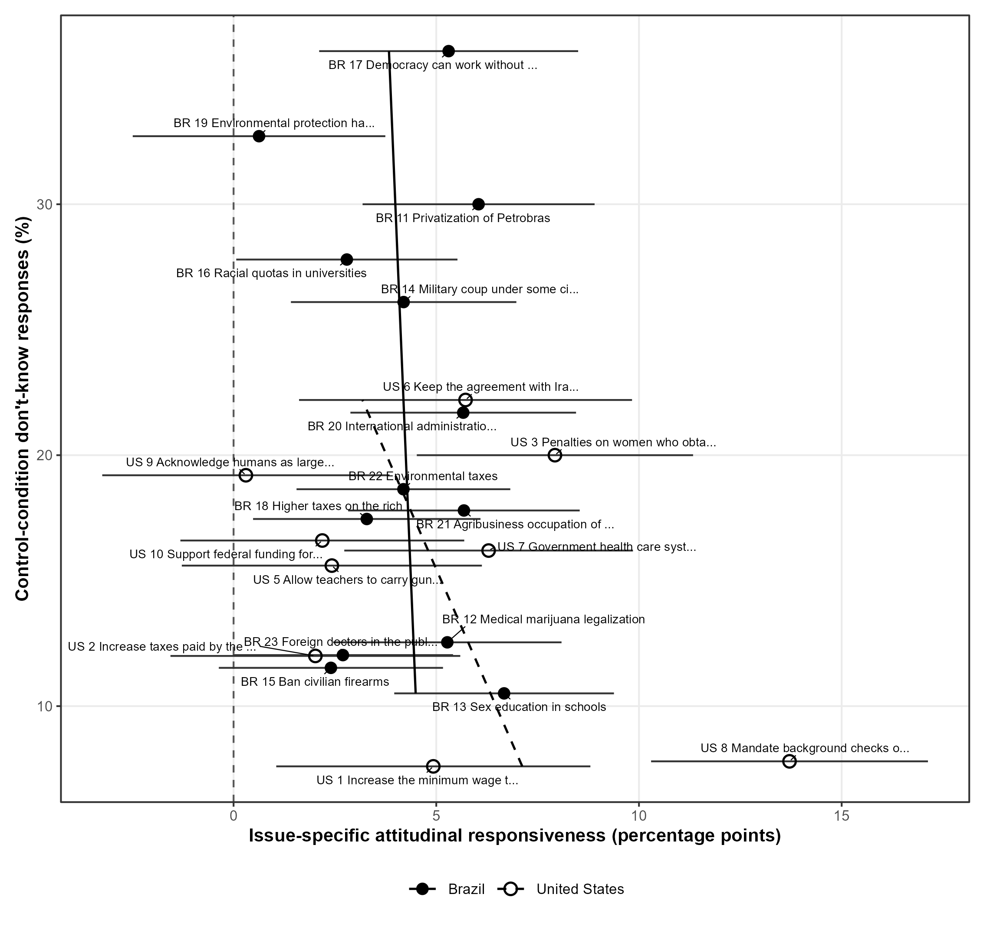 BR 17 Democracy can work without ...
BR 19 Environmental protection ha...
30
BR 11 Privatization of Petrobras
BR 16 Racial quotas in universities
BR 14 Military coup under some ci...
Control-condition don't-know responses (%)
US 6 Keep the agreement with Ira...
BR 20 International administratio...
US 3 Penalties on women who obta...
20
US 9 Acknowledge humans as large...
BR 22 Environmental taxes
BR 18 Higher taxes on the rich
BR 21 Agribusiness occupation of ...
US 7 Government health care syst...
US 10 Support federal funding for...
US 5 Allow teachers to carry gun...
BR 12 Medical marijuana legalization
BR 23 Foreign doctors in the publ...
US 2 Increase taxes paid by the ...
BR 15 Ban civilian firearms
10
BR 13 Sex education in schools
US 8 Mandate background checks o...
US 1 Increase the minimum wage t...
0 5 10 15
Issue-specific attitudinal responsiveness (percentage points)
Brazil United States